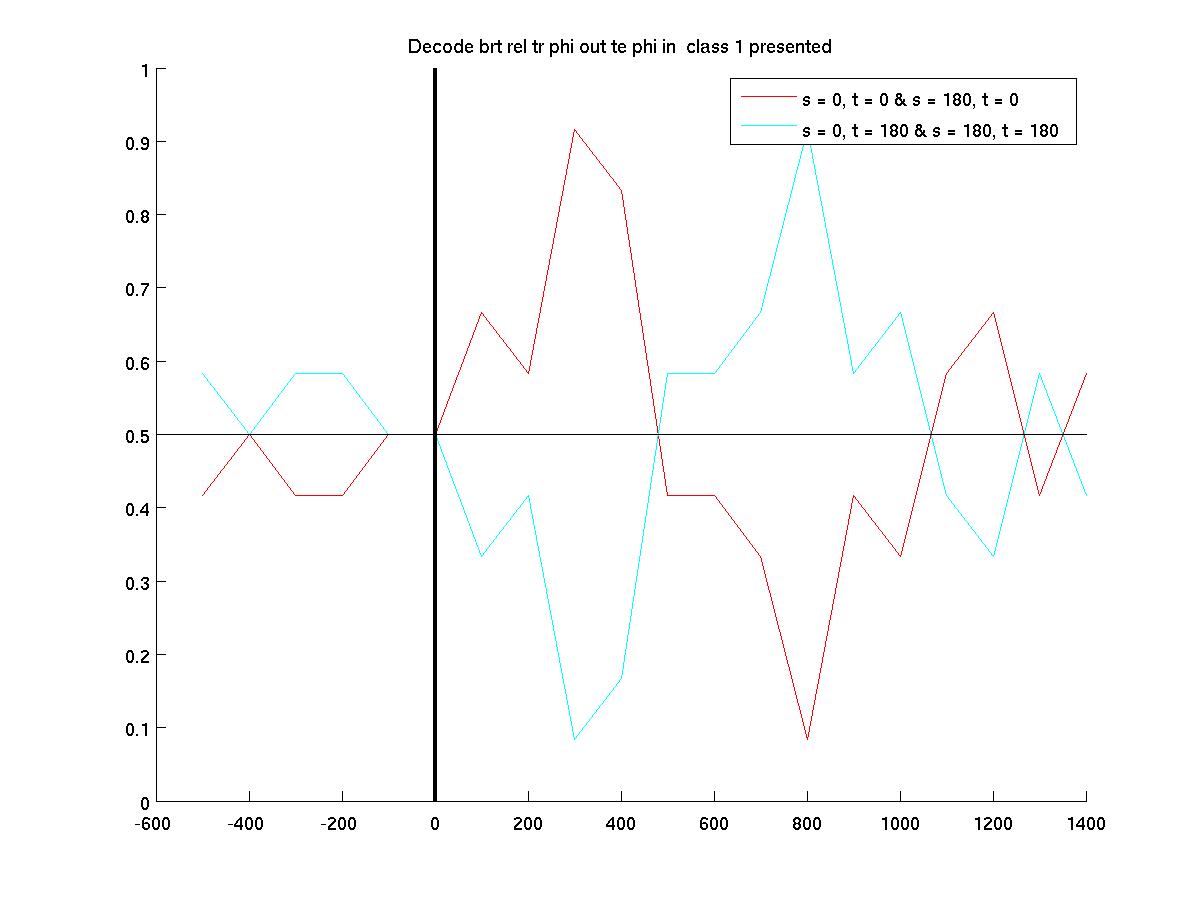 Decode brt rel tr phi out te phi in  class 1 presented
s = 0, t = 0 & s = 180, t = 0
s = 0, t = 180 & s = 180, t = 180
1
0.9
0.8
0.7
0.6
0.5
0.4
0.3
0.2
0.1
0
-600 -400 -200 0 200 400 600 800 1000 1200 1400